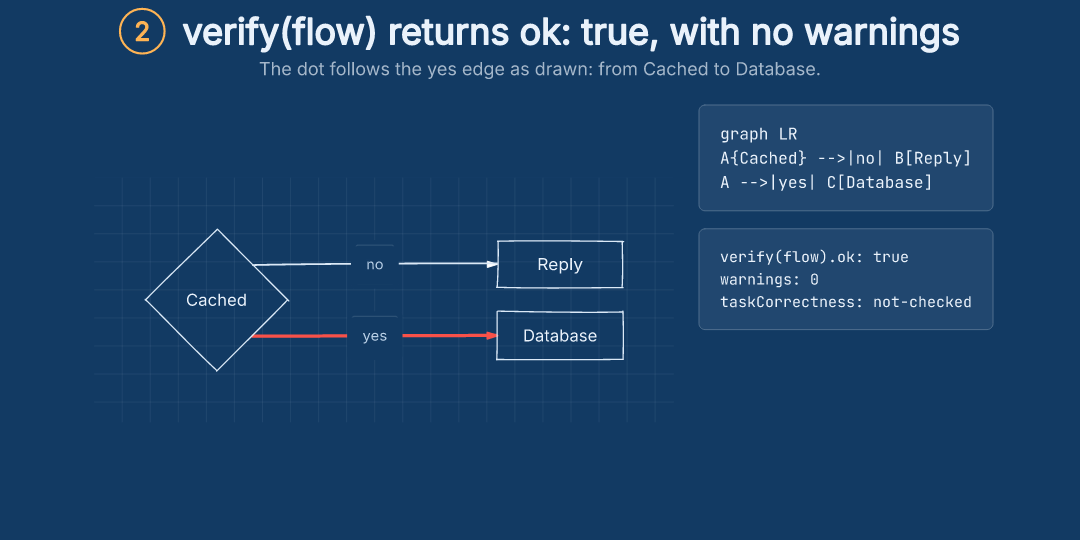 2 verify(flow) returns ok: true, with no warnings
The dot follows the yes edge as drawn: from Cached to Database.
graph LR
A{Cached} -->|no| B[Reply]
A -->|yes| C[Database]
verify(flow).ok: true
warnings: 0
taskCorrectness: not-checked
no
Reply
Cached
yes
Database